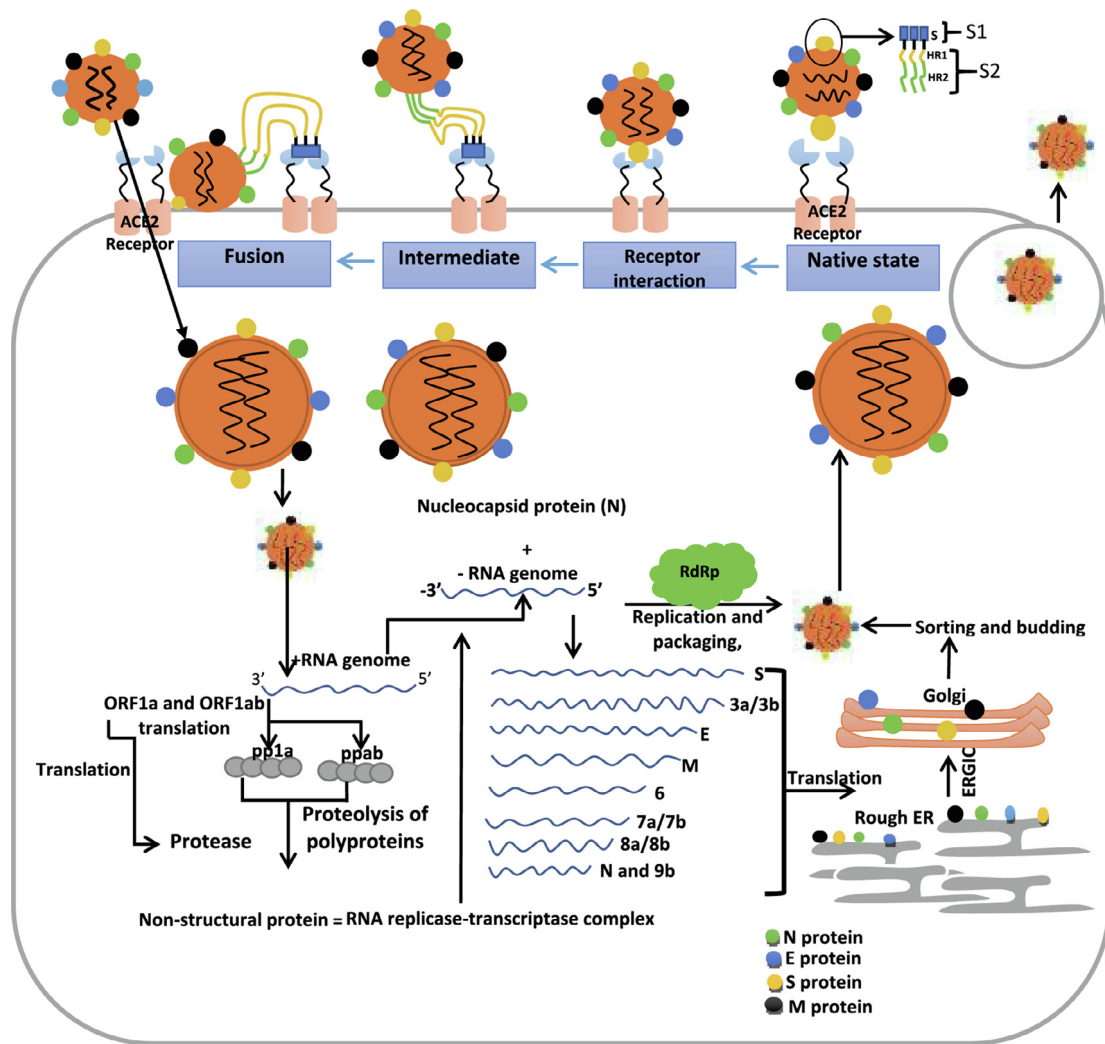 S
S1
HR1
HR2
S2
ACE2
Receptor
ACE2
Receptor
Fusion
Intermediate
Receptor
interaction
Native state
Nucleocapsid protein (N)
+
- RNA genome
-3’
5’
RdRp
Replication and
packaging,
+RNA genome
3’
5’
ORF1a and ORF1ab
translation
pp1a
ppab
Translation
Proteolysis of
polyproteins
Protease
Non-structural protein = RNA replicase-transcriptase complex
S
3a/3b
E
M
6
7a/7b
8a/8b
N and 9b
Translation
Sorting and budding
Golgi
ERGIC
Rough ER
N protein
E protein
S protein
M protein